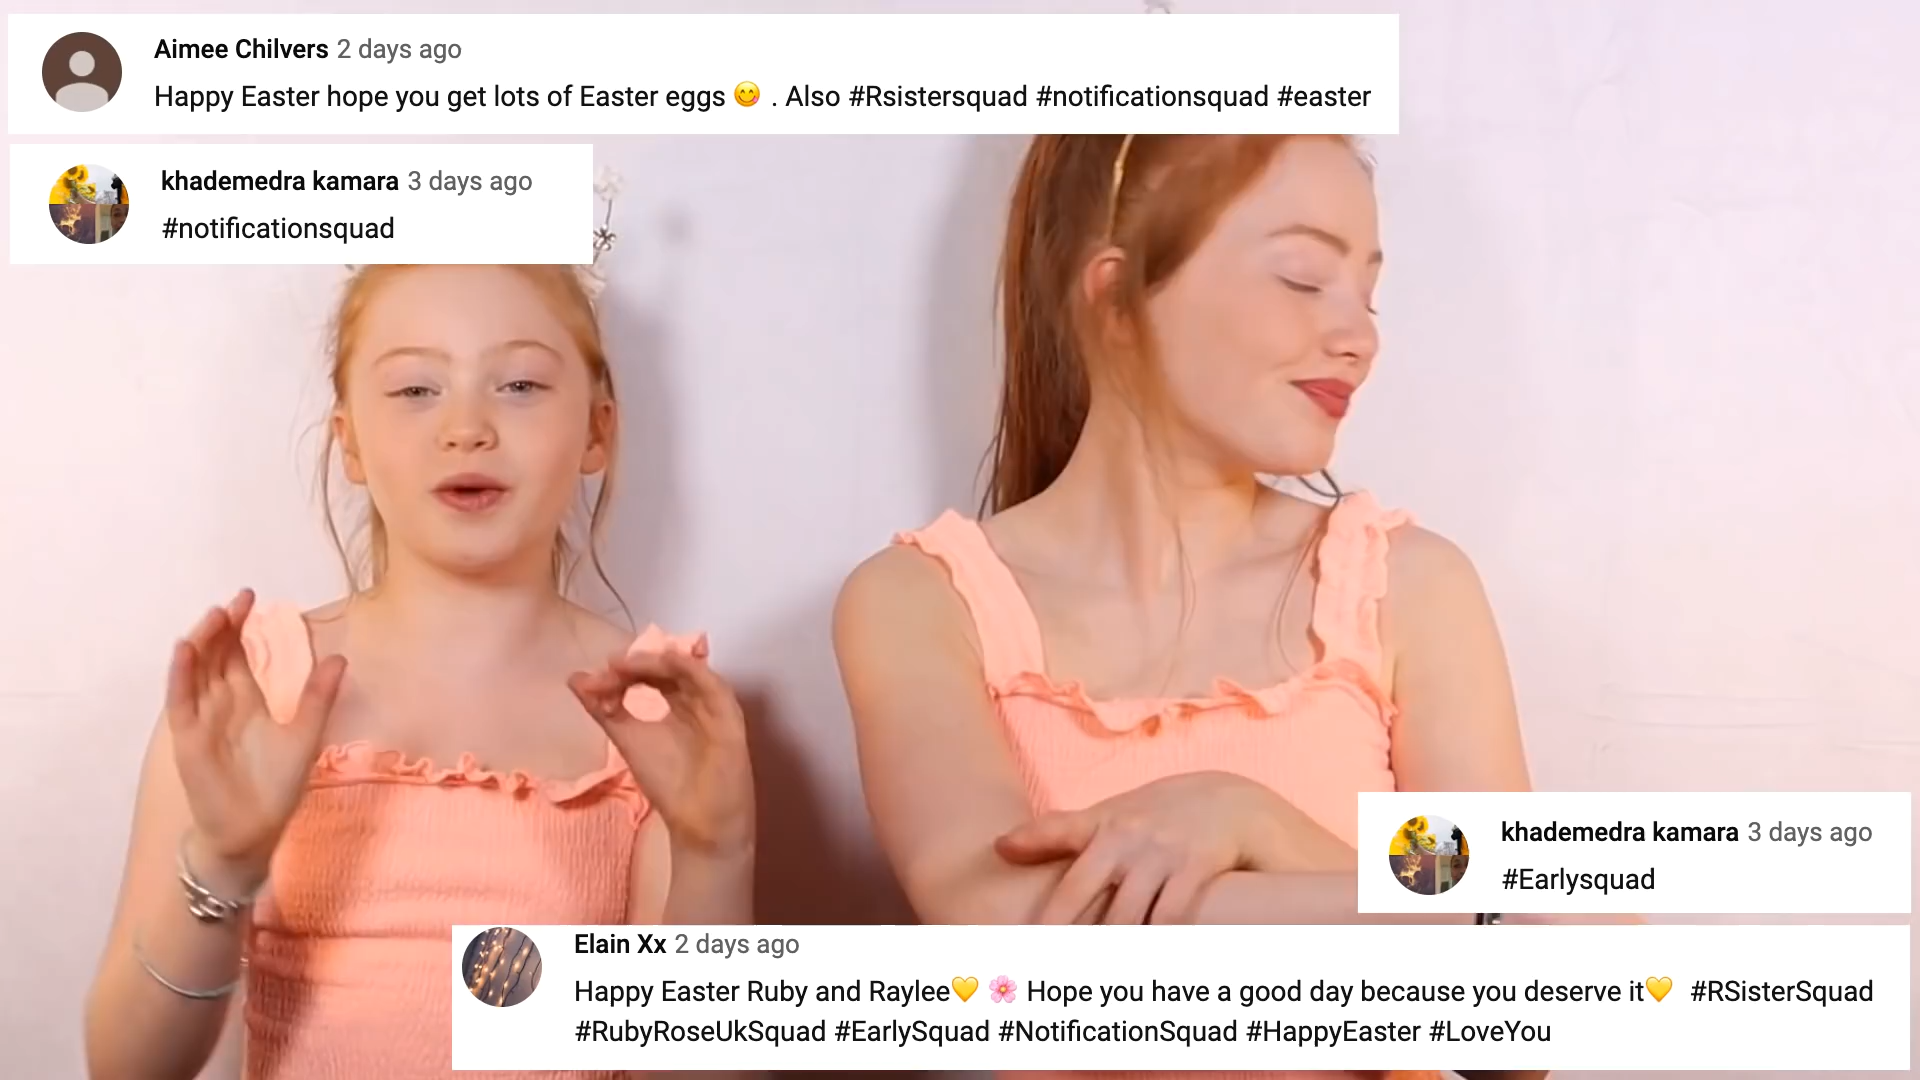 Aimee Chilvers 2 days ago
Happy Easter hope you get lots of Easter eggs 😋 . Also #Rsistersquad #notificationsquad #easter
khademedra kamara 3 days ago
#notificationsquad
khademedra kamara 3 days ago
#Earlysquad
Elain Xx 2 days ago
Happy Easter Ruby and Raylee💛 🌸 Hope you have a good day because you deserve it💛 #RSisterSquad
#RubyRoseUkSquad #EarlySquad #NotificationSquad #HappyEaster #LoveYou